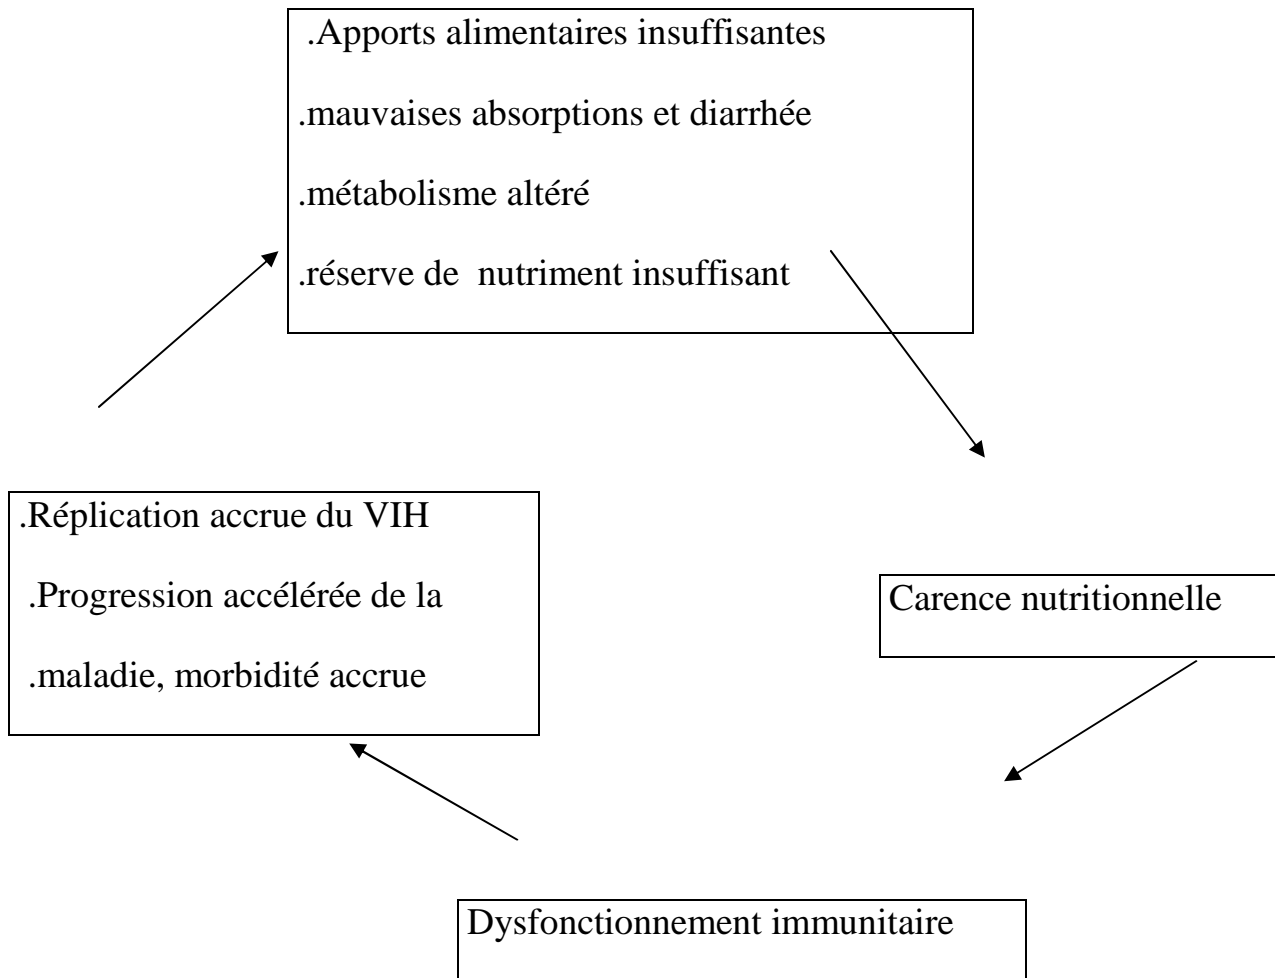 .Apports alimentaires insuffisantes
.mauvaises absorptions et diarrhée
.métabolisme altéré
.réserve de  nutriment insuffisant
.Réplication accrue du VIH
.Progression accélérée de la
.maladie, morbidité accrue
Carence nutritionnelle
Dysfonctionnement immunitaire